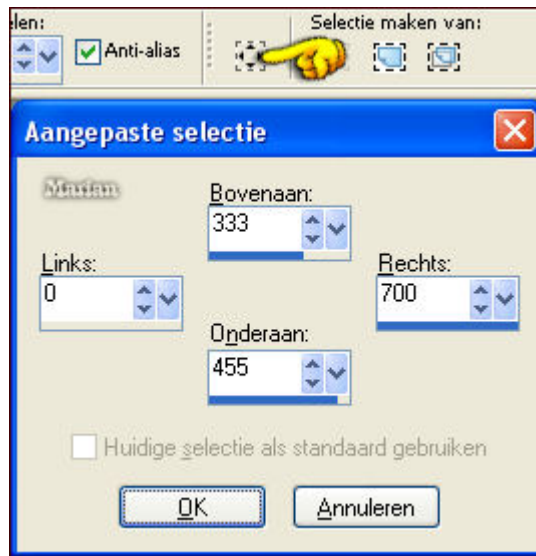 elen:
Selectie maken van:
Anti-alias
Aangepaste selectie
Marian
Bovenaan:
333
Links:
0
Rechts:
700
Onderaan:
455
Huidige selectie als standaard gebruiken
OK
Annuleren